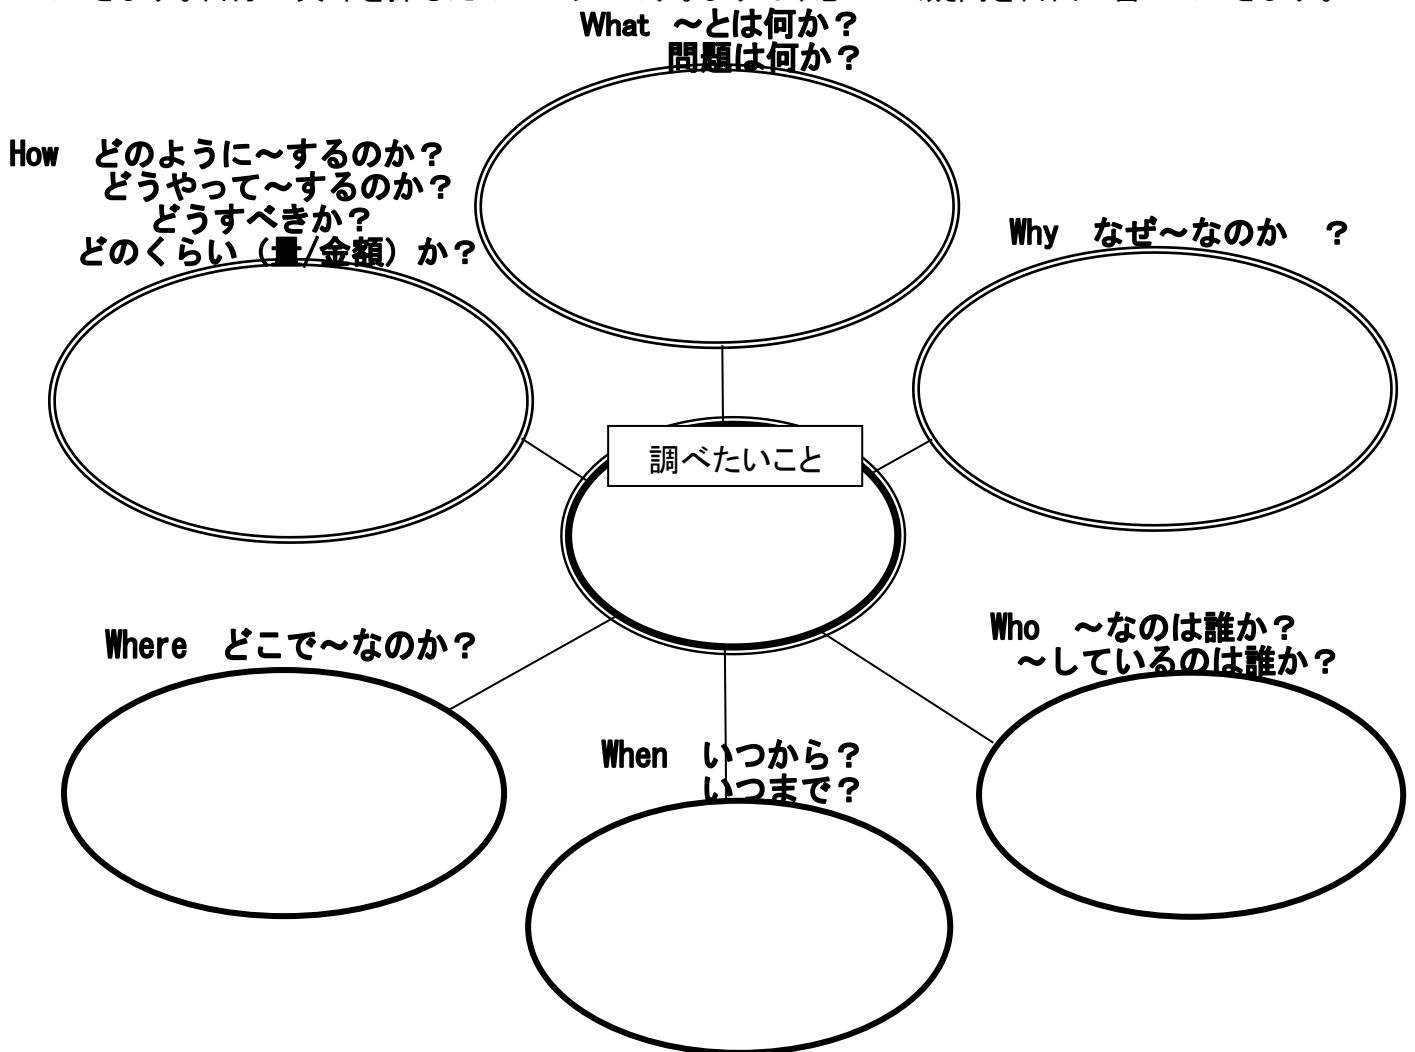 What ～とは何か？
問題は何か？
How　どのように～するのか？
どうやって～するのか？
どうすべきか？
どのくらい（量/金額）か？
Why　なぜ～なのか　？
調べたいこと
Where　どこで～なのか？
Who　～なのは誰か？
～しているのは誰か？
When　いつから？
いつまで？